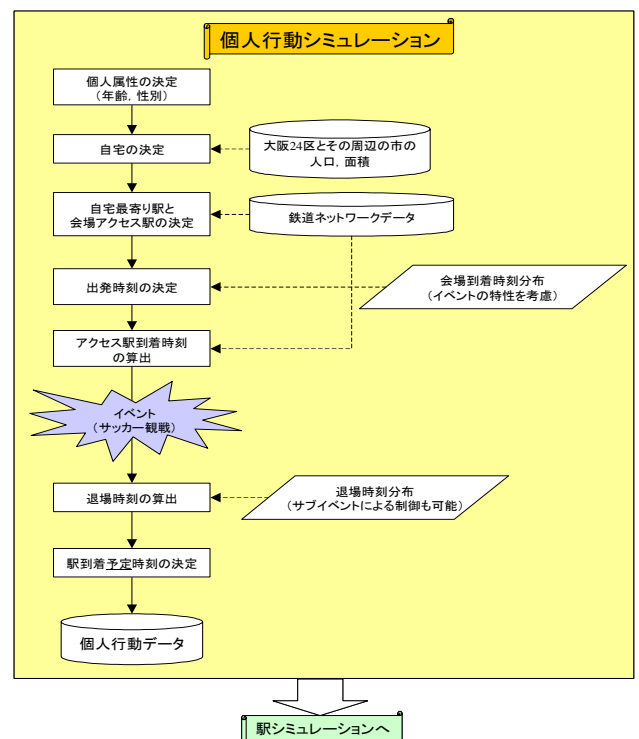 個人行動シミュレーション
個人属性の決定
（年齢，性別）
自宅の決定
大阪24区とその周辺の市の
人口，面積
自宅最寄り駅と
会場アクセス駅の決定
鉄道ネットワークデータ
出発時刻の決定
会場到着時刻分布
（イベントの特性を考慮）
アクセス駅到着時刻
の算出
イベント
（サッカー観戦）
退場時刻の算出
退場時刻分布
（サブイベントによる制御も可能）
駅到着予定時刻の決定
個人行動データ
駅シミュレーションへ